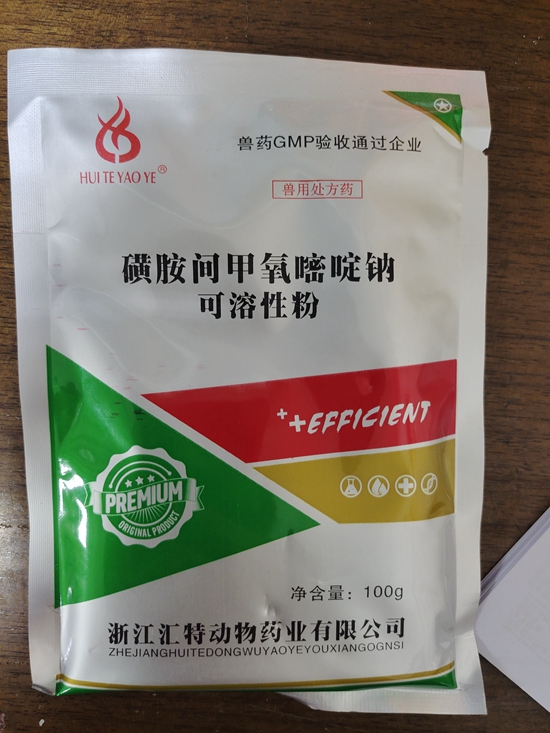 HUI TE YAO YE®
兽药GMP验收通过企业
兽用处方药
磺胺间甲氧嘧啶钠
可溶性粉
++EFFICIENT
PREMIUM
ORIGINAL PRODUCT
净含量：100g
浙江汇特动物药业有限公司
ZHEJIANGHUITEDONGWUYAOYEYOUXIANGOGNSI